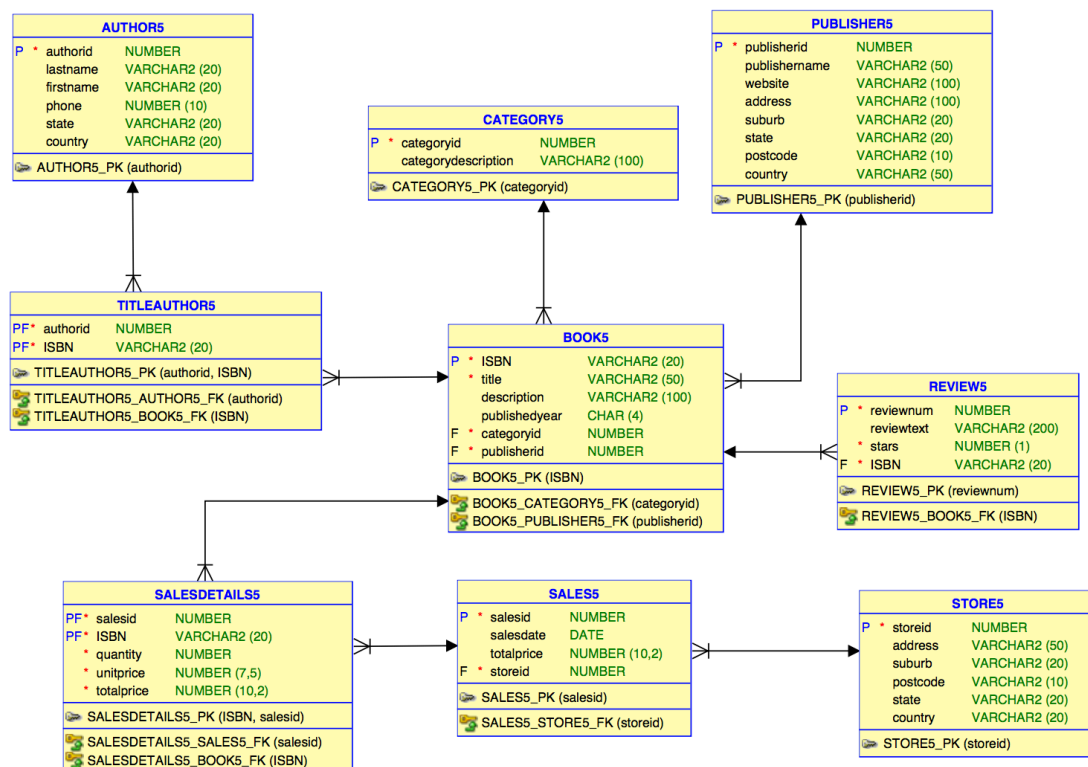 AUTHOR5
P * authorid NUMBER
lastname VARCHAR2 (20)
firstname VARCHAR2 (20)
phone NUMBER (10)
state VARCHAR2 (20)
country VARCHAR2 (20)
AUTHOR5_PK (authorid)
CATEGORY5
P * categoryid NUMBER
categorydescription VARCHAR2 (100)
CATEGORY5_PK (categoryid)
PUBLISHER5
P * publisherid NUMBER
publishername VARCHAR2 (50)
website VARCHAR2 (100)
address VARCHAR2 (100)
suburb VARCHAR2 (20)
state VARCHAR2 (20)
postcode VARCHAR2 (10)
country VARCHAR2 (50)
PUBLISHER5_PK (publisherid)
TITLEAUTHOR5
PF* authorid NUMBER
PF* ISBN VARCHAR2 (20)
TITLEAUTHOR5_PK (authorid, ISBN)
TITLEAUTHOR5_AUTHOR5_FK (authorid)
TITLEAUTHOR5_BOOK5_FK (ISBN)
BOOK5
P * ISBN VARCHAR2 (20)
* title VARCHAR2 (50)
description VARCHAR2 (100)
publishedyear CHAR (4)
F * categoryid NUMBER
F * publisherid NUMBER
BOOK5_PK (ISBN)
BOOK5_CATEGORY5_FK (categoryid)
BOOK5_PUBLISHER5_FK (publisherid)
REVIEW5
P * reviewnum NUMBER
reviewtext VARCHAR2 (200)
* stars NUMBER (1)
F * ISBN VARCHAR2 (20)
REVIEW5_PK (reviewnum)
REVIEW5_BOOK5_FK (ISBN)
SALESDETAILS5
PF* salesid NUMBER
PF* ISBN VARCHAR2 (20)
* quantity NUMBER
* unitprice NUMBER (7,5)
* totalprice NUMBER (10,2)
SALESDETAILS5_PK (ISBN, salesid)
SALESDETAILS5_SALES5_FK (salesid)
SALESDETAILS5_BOOK5_FK (ISBN)
SALES5
P * salesid NUMBER
salesdate DATE
totalprice NUMBER (10,2)
F * storeid NUMBER
SALES5_PK (salesid)
SALES5_STORE5_FK (storeid)
STORE5
P * storeid NUMBER
address VARCHAR2 (50)
suburb VARCHAR2 (20)
postcode VARCHAR2 (10)
state VARCHAR2 (20)
country VARCHAR2 (20)
STORE5_PK (storeid)